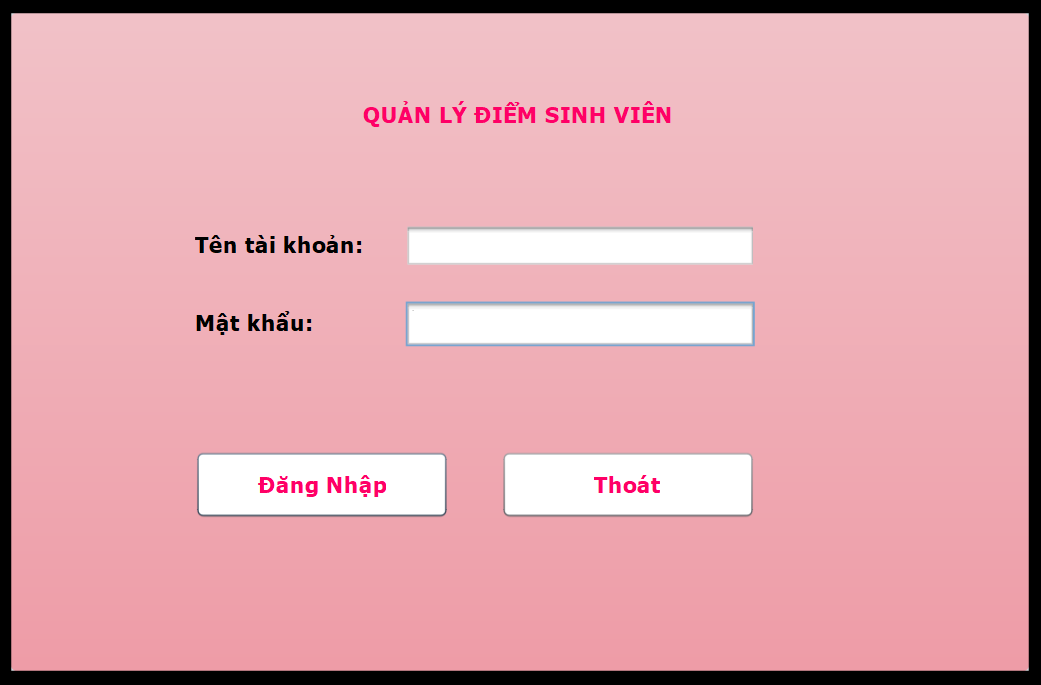 QUẢN LÝ ĐIỂM SINH VIÊN
Tên tài khoản:
Mật khẩu:
Đăng Nhập
Thoát